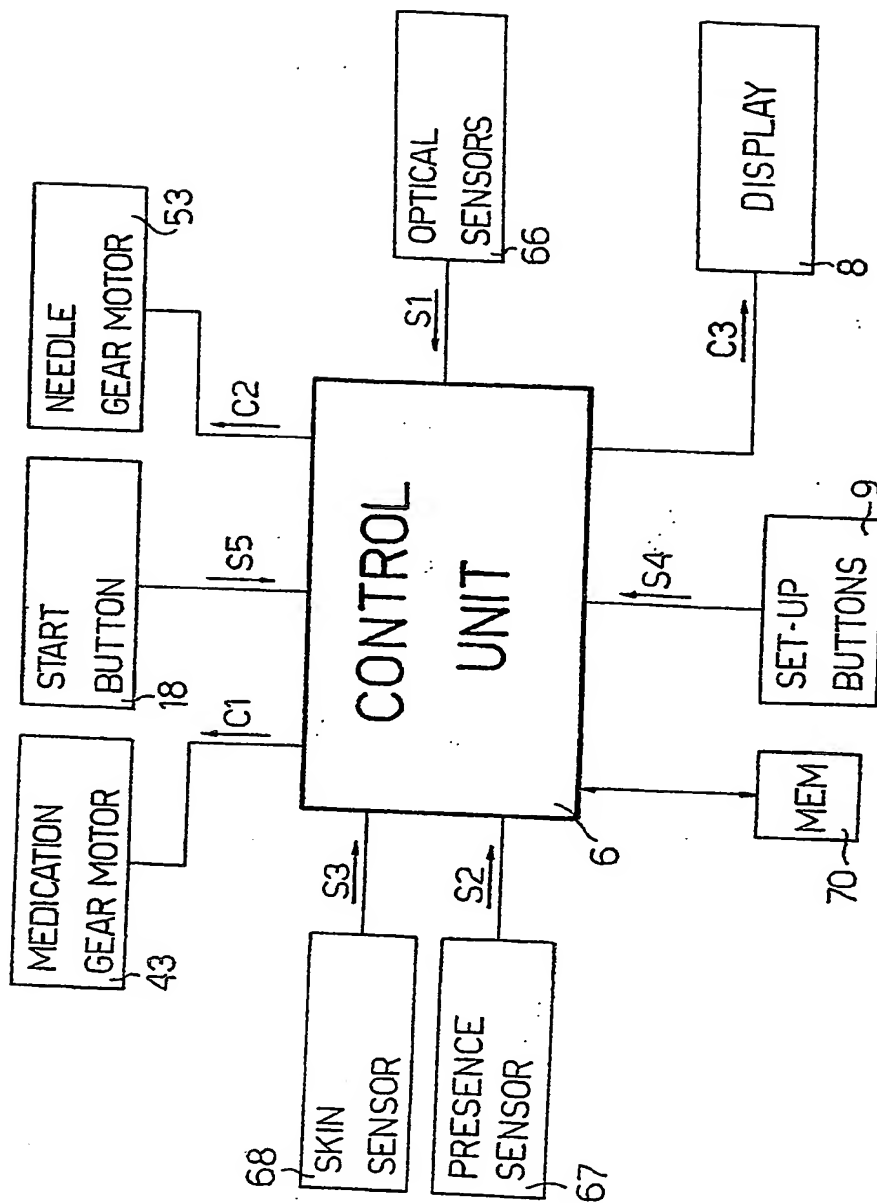 MEDICATION
GEAR MOTOR
43
START
BUTTON
18
NEEDLE
GEAR MOTOR
53
C1
S5
C2
SKIN
SENSOR
68
S3
PRESENCE
SENSOR
67
S2
CONTROL
UNIT
6
OPTICAL
SENSORS
66
S1
MEM
70
S4
SET-UP
BUTTONS
9
C3
DISPLAY
8